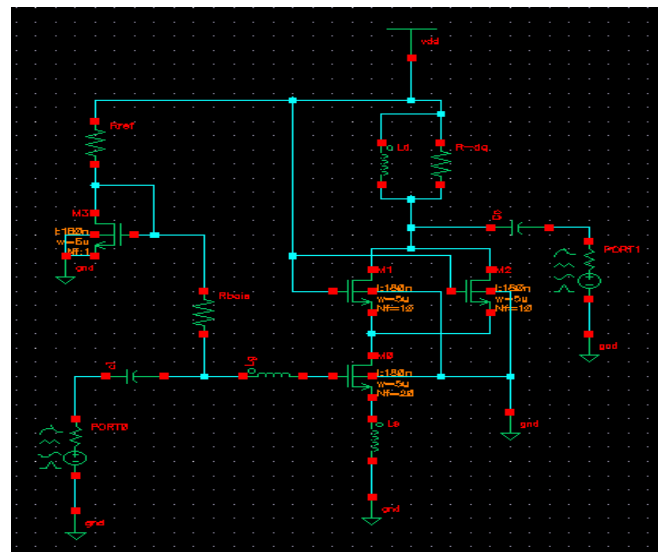 vdd
Rref
Ld
R-dq
M3
l:180n
w=5u
Nf:1
gnd
Co
PORT1
M1
l:180n
w=5u
Nf=10
M2
l:180n
w=5u
Nf=10
gnd
Rbais
M0
l:180n
w=5u
Nf=20
Lg
PORT0
Ls
gnd
gnd
gnd